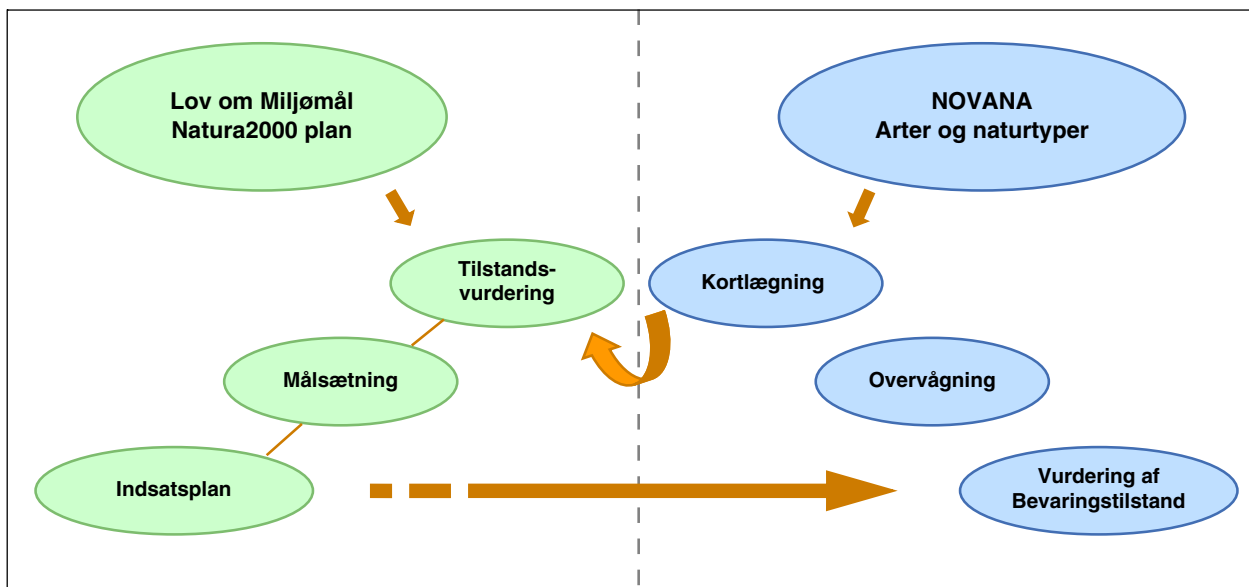 Lov om Miljømål
Natura2000 plan
NOVANA
Arter og naturtyper
Tilstands-
vurdering
Kortlægning
Målsætning
Overvågning
Indsatsplan
Vurdering af
Bevaringstilstand